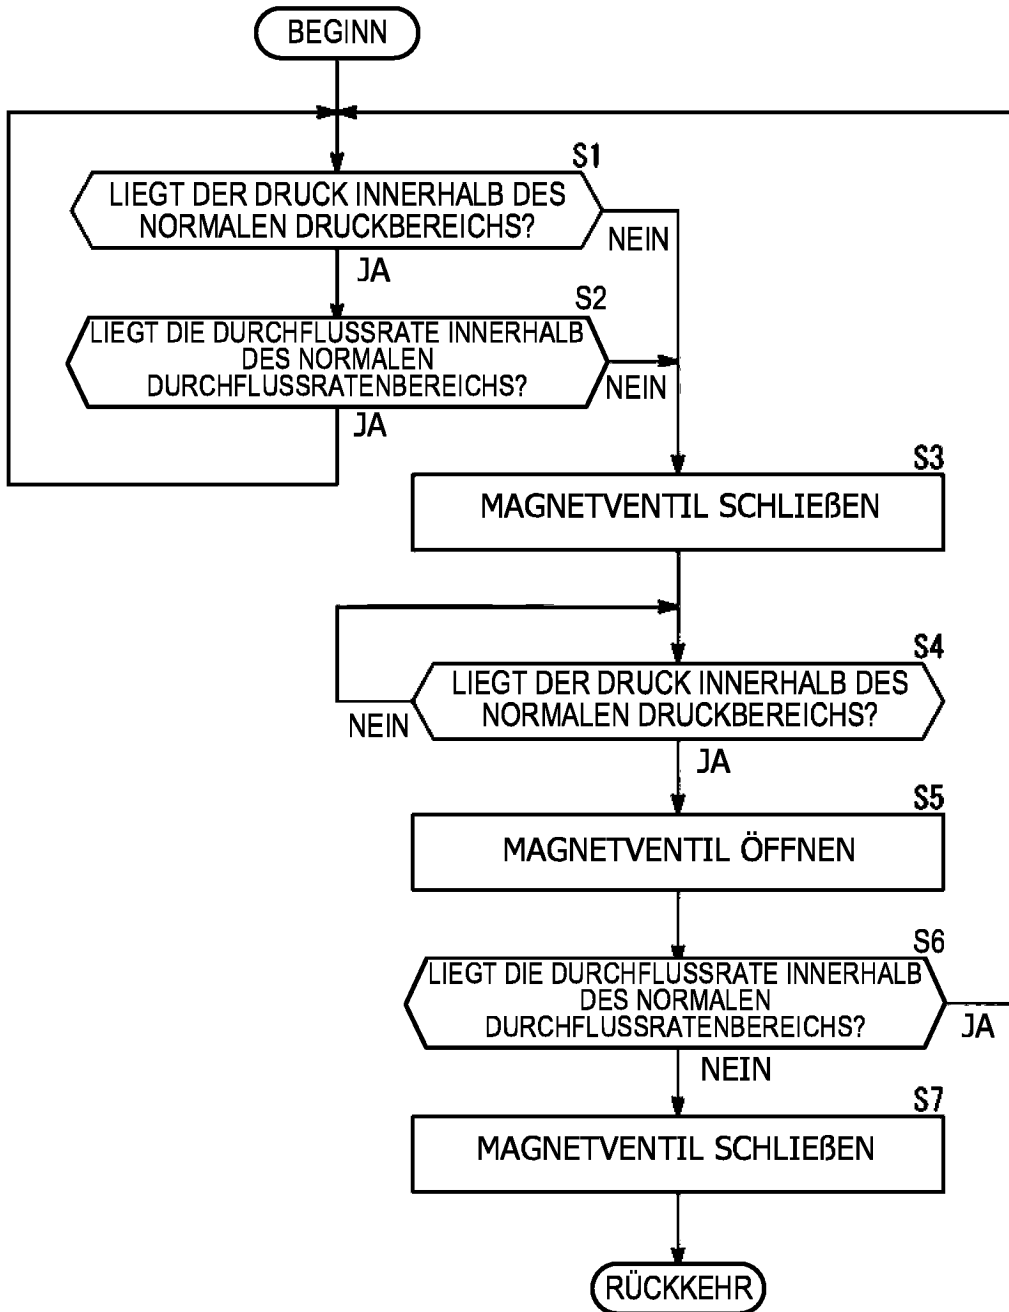 BEGINN
S1
LIEGT DER DRUCK INNERHALB DES
NORMALEN DRUCKBEREICHS?
NEIN
JA
S2
LIEGT DIE DURCHFLUSSRATE INNERHALB
DES NORMALEN
DURCHFLUSSRATENBEREICHS?
NEIN
JA
S3
MAGNETVENTIL SCHLIEßEN
S4
LIEGT DER DRUCK INNERHALB DES
NORMALEN DRUCKBEREICHS?
NEIN
JA
S5
MAGNETVENTIL ÖFFNEN
S6
LIEGT DIE DURCHFLUSSRATE INNERHALB
DES NORMALEN
DURCHFLUSSRATENBEREICHS?
JA
NEIN
S7
MAGNETVENTIL SCHLIEßEN
RÜCKKEHR